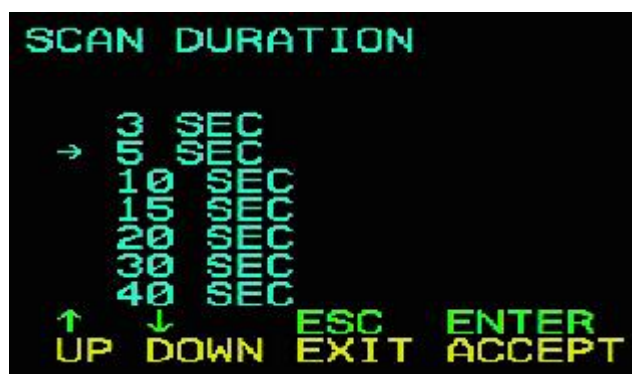 SCAN DURATION
3 SEC
→ 5 SEC
10 SEC
15 SEC
20 SEC
30 SEC
40 SEC
↑ ↓ ESC ENTER
UP DOWN EXIT ACCEPT